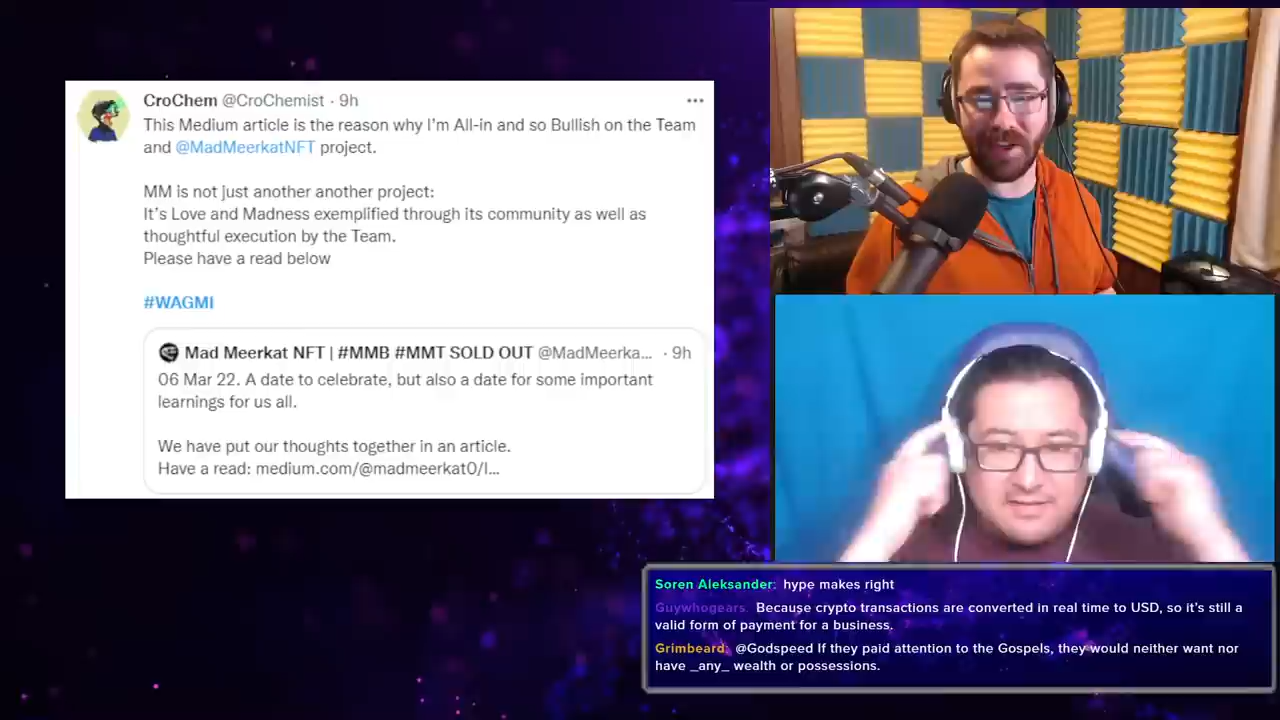 CroChem @CroChemist · 9h
This Medium article is the reason why I'm All-in and so Bullish on the Team
and @MadMeerkatNFT project.
MM is not just another another project:
It's Love and Madness exemplified through its community as well as
thoughtful execution by the Team.
Please have a read below
#WAGMI
Mad Meerkat NFT | #MMB #MMT SOLD OUT @MadMeerka... · 9h
06 Mar 22. A date to celebrate, but also a date for some important
learnings for us all.
We have put our thoughts together in an article.
Have a read: medium.com/@madmeerkat0/l...
Soren Aleksander: hype makes right
Guywhogears: Because crypto transactions are converted in real time to USD, so it's still a
valid form of payment for a business.
Grimbeard: @Godspeed If they paid attention to the Gospels, they would neither want nor
have _any_ wealth or possessions.